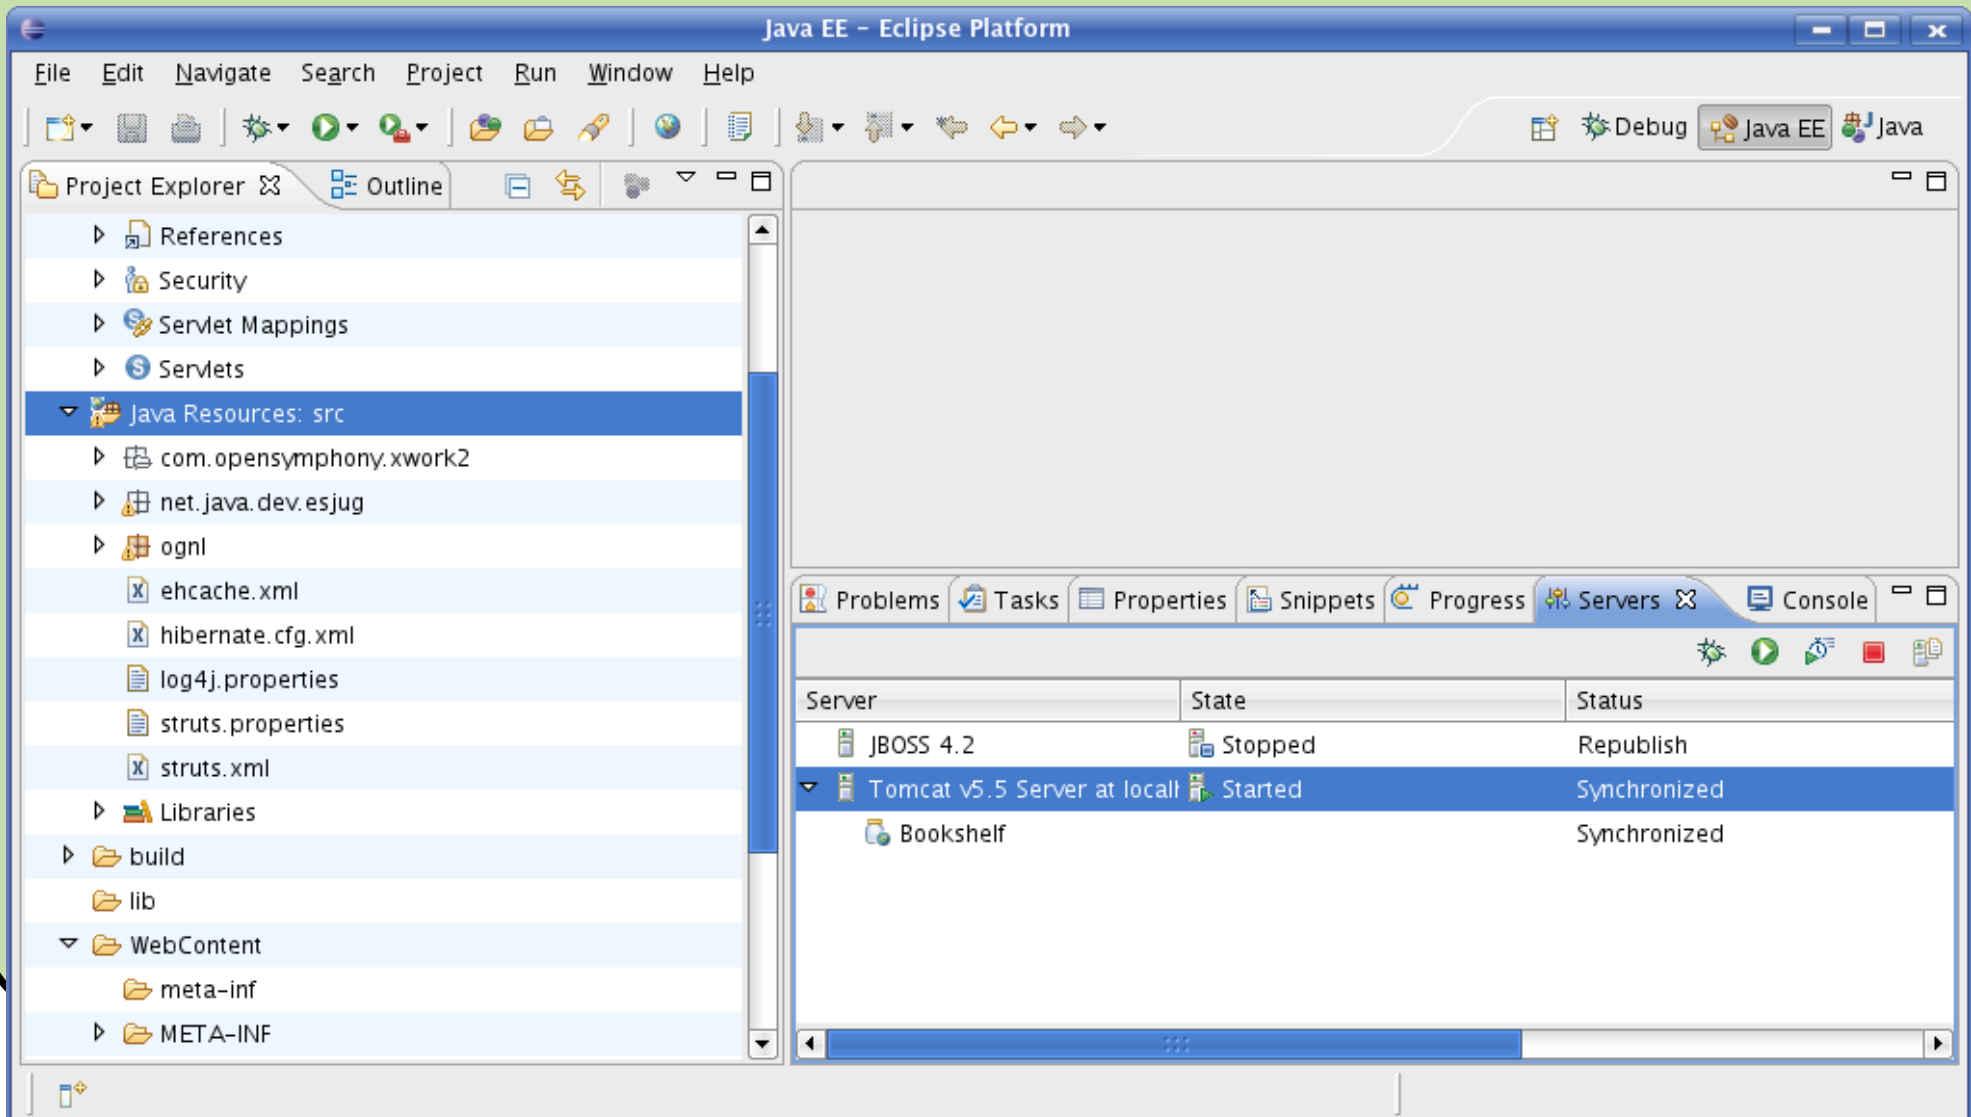 Java EE – Eclipse Platform
File Edit Navigate Search Project Run Window Help
Debug Java EE Java
Project Explorer Outline
References
Security
Servlet Mappings
Servlets
Java Resources: src
com.opensymphony.xwork2
net.java.dev.esjug
ognl
ehcache.xml
hibernate.cfg.xml
log4j.properties
struts.properties
struts.xml
Libraries
build
lib
WebContent
meta-inf
META-INF
Problems Tasks Properties Snippets Progress Servers Console
Server State Status
JBOSS 4.2 Stopped Republish
Tomcat v5.5 Server at local Started Synchronized
Bookshelf Synchronized